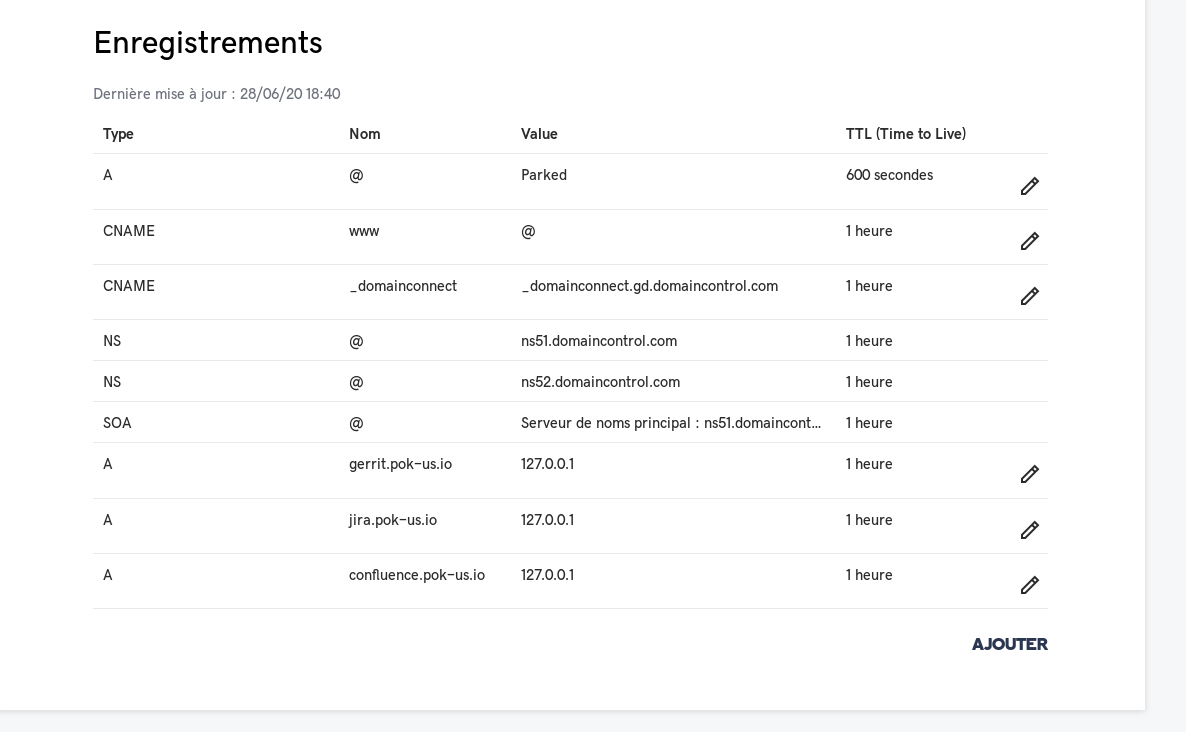 Enregistrements
Dernière mise à jour : 28/06/20 18:40
Type Nom Value TTL (Time to Live)
A @ Parked 600 secondes
CNAME www @ 1 heure
CNAME _domainconnect _domainconnect.gd.domaincontrol.com 1 heure
NS @ ns51.domaincontrol.com 1 heure
NS @ ns52.domaincontrol.com 1 heure
SOA @ Serveur de noms principal : ns51.domaincont... 1 heure
A gerrit.pok-us.io 127.0.0.1 1 heure
A jira.pok-us.io 127.0.0.1 1 heure
A confluence.pok-us.io 127.0.0.1 1 heure
AJOUTER